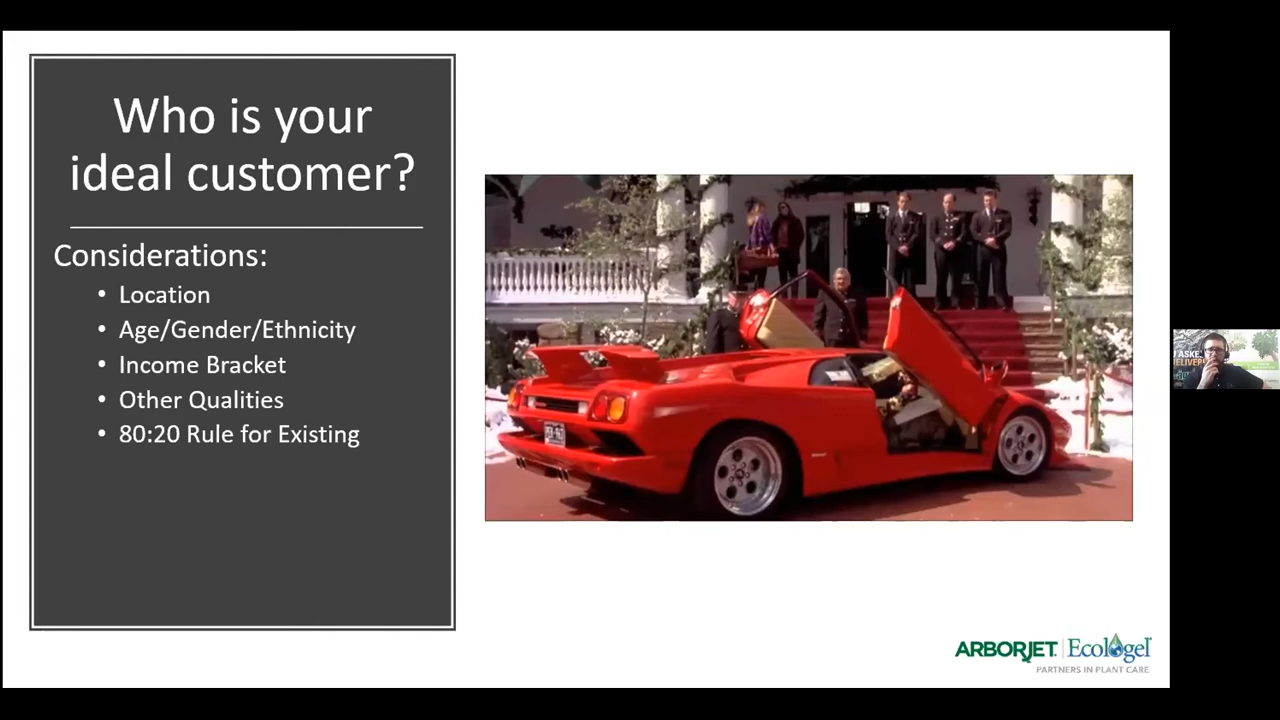 Who is your
ideal customer?
Considerations:
• Location
• Age/Gender/Ethnicity
• Income Bracket
• Other Qualities
• 80:20 Rule for Existing
ARBORJET | Ecologel
PARTNERS IN PLANT CARE